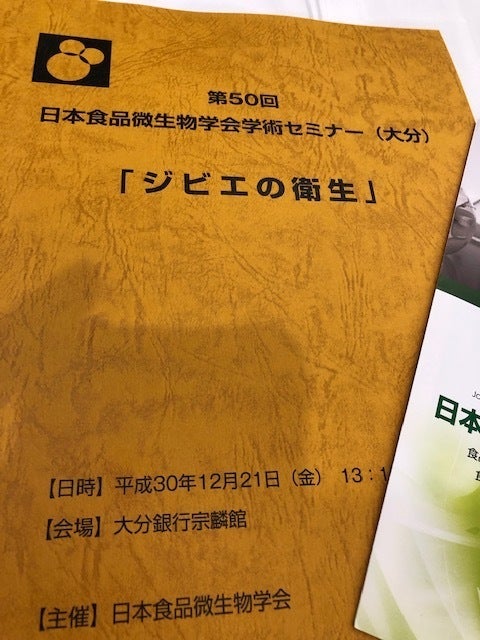 第50回
日本食品微生物学会学術セミナー（大分）
「ジビエの衛生」
【日時】平成30年12月21日（金） 13：1
【会場】大分銀行宗麟館
【主催】日本食品微生物学会
日本
食